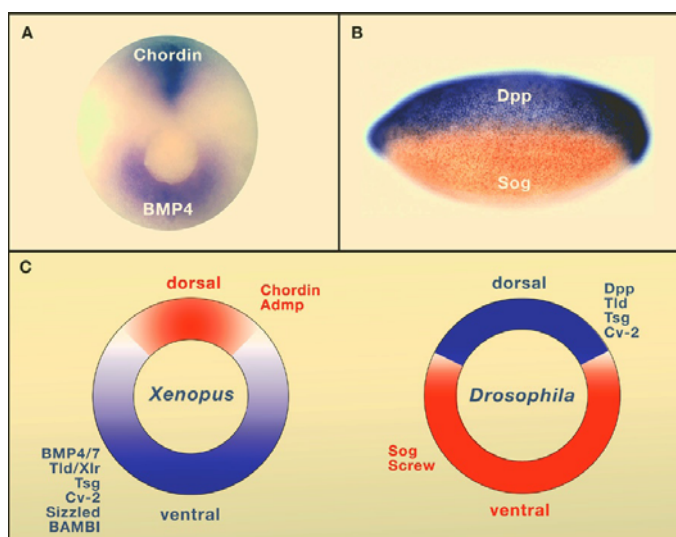 A
Chordin
BMP4
B
Dpp
Sog
C
dorsal
Chordin
Admp
Xenopus
BMP4/7
Tld/Xlr
Tsg
Cv-2
Sizzled
BAMBI
ventral
dorsal
Dpp
Tld
Tsg
Cv-2
Drosophila
Sog
Screw
ventral